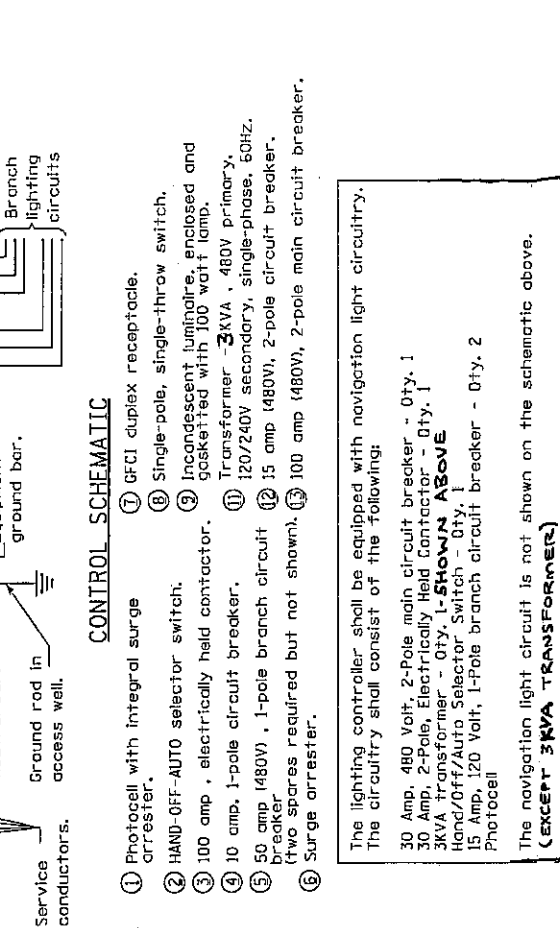 Branch
lighting
circuits
Equipment
ground bar.
Ground rod in
access well.
Service
conductors.
CONTROL SCHEMATIC
① Photocell with integral surge
arrester.
② HAND-OFF-AUTO selector switch.
③ 100 amp , electrically held contactor.
④ 10 amp, 1-pole circuit breaker.
⑤ 50 amp (480V) , 1-pole branch circuit
breaker
(two spares required but not shown).
⑥ Surge arrester.
⑦ GFCI duplex receptacle.
⑧ Single-pole, single-throw switch.
⑨ Incandescent luminaire, enclosed and
gasketted with 100 watt lamp.
⑪ Transformer - 3KVA , 480V primary,
120/240V secondary, single-phase, 60Hz.
⑫ 15 amp (480V), 2-pole circuit breaker.
⑬ 100 amp (480V), 2-pole main circuit breaker.
The lighting controller shall be equipped with navigation light circuitry.
The circuitry shall consist of the following:
30 Amp, 480 Volt, 2-Pole main circuit breaker - Qty. 1
30 Amp, 2-Pole, Electrically Held Contactor - Qty. 1
3KVA transformer - Qty. 1-SHOWN ABOVE
Hand/Off/Auto Selector Switch - Qty. 1
15 Amp, 120 Volt, 1-Pole branch circuit breaker - Qty. 2
Photocell
The navigation light circuit is not shown on the schematic above.
(EXCEPT 3KVA TRANSFORMER)